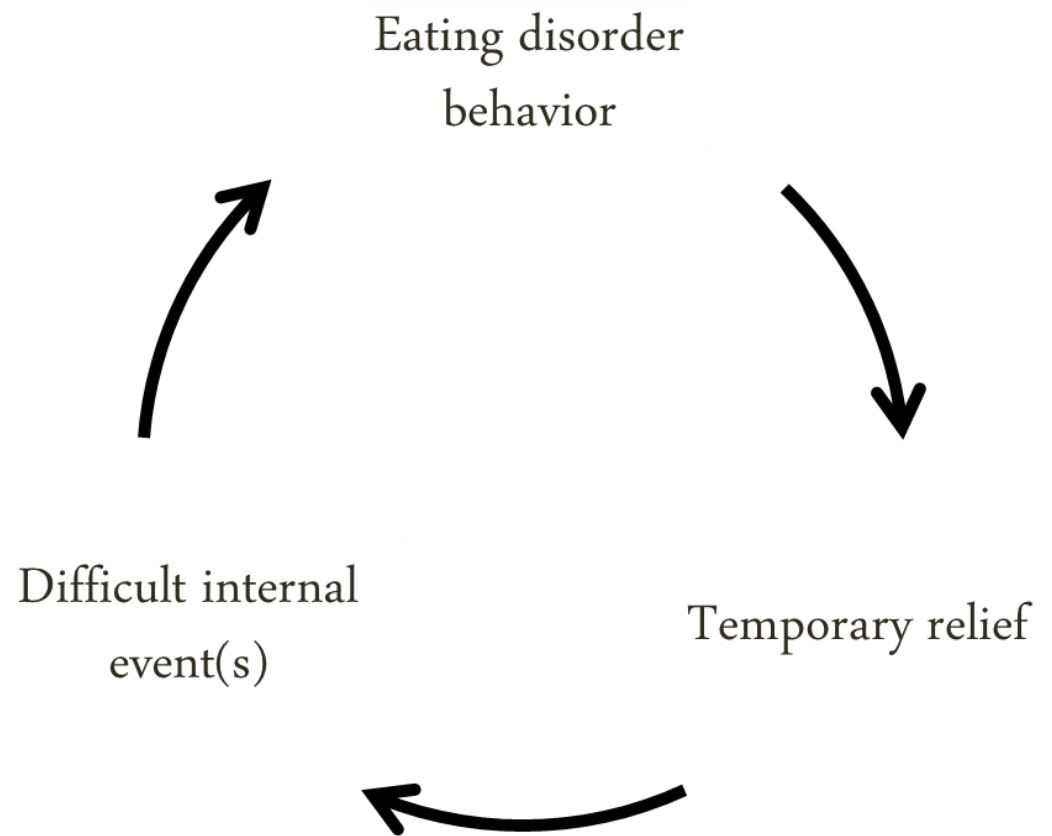 Eating disorder
behavior
Difficult internal
event(s)
Temporary relief